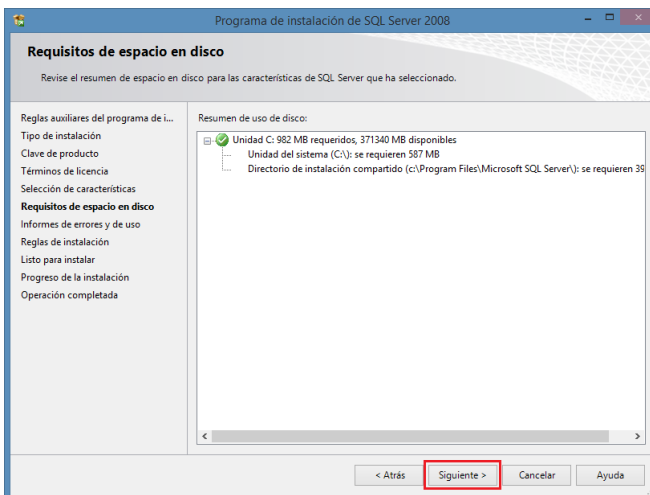 Programa de instalación de SQL Server 2008
Requisitos de espacio en disco
Revise el resumen de espacio en disco para las características de SQL Server que ha seleccionado.
Reglas auxiliares del programa de i...
Tipo de instalación
Clave de producto
Términos de licencia
Selección de características
Requisitos de espacio en disco
Informes de errores y de uso
Reglas de instalación
Listo para instalar
Progreso de la instalación
Operación completada
Resumen de uso de disco:
Unidad C: 982 MB requeridos, 371340 MB disponibles
Unidad del sistema (C:\): se requieren 587 MB
Directorio de instalación compartido (c:\Program Files\Microsoft SQL Server\): se requieren 39
< Atrás
Siguiente >
Cancelar
Ayuda